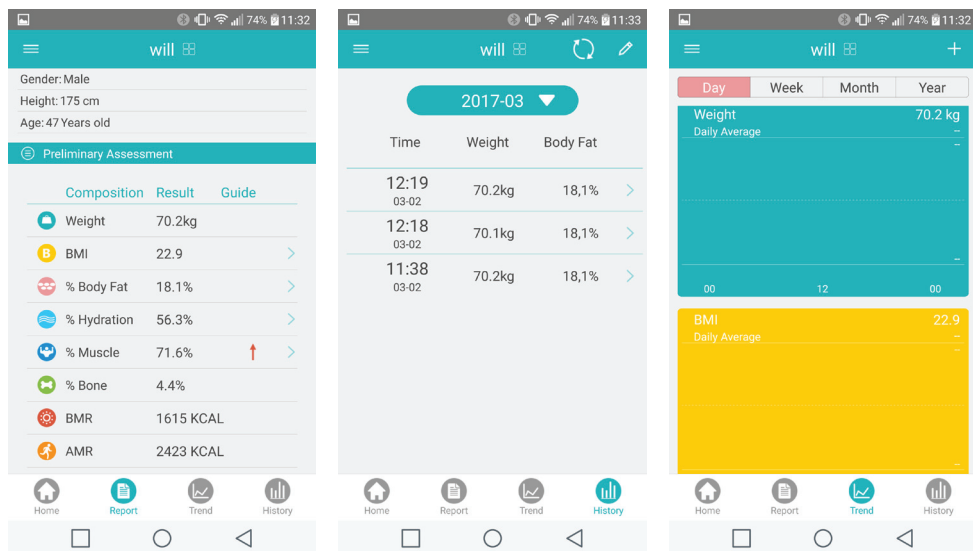 74% 11:32
will
Gender: Male
Height: 175 cm
Age: 47 Years old
Preliminary Assessment
Composition Result Guide
Weight 70.2kg
B BMI 22.9
% Body Fat 18.1%
% Hydration 56.3%
% Muscle 71.6%
% Bone 4.4%
BMR 1615 KCAL
AMR 2423 KCAL
Home Report Trend History
74% 11:33
will
2017-03
Time Weight Body Fat
12:19 70.2kg 18,1%
03-02
12:18 70.1kg 18,1%
03-02
11:38 70.2kg 18,1%
03-02
Home Report Trend History
74% 11:32
will
Day Week Month Year
Weight 70.2 kg
Daily Average --
--
--
00 12 00
BMI 22.9
Daily Average --
--
--
Home Report Trend History